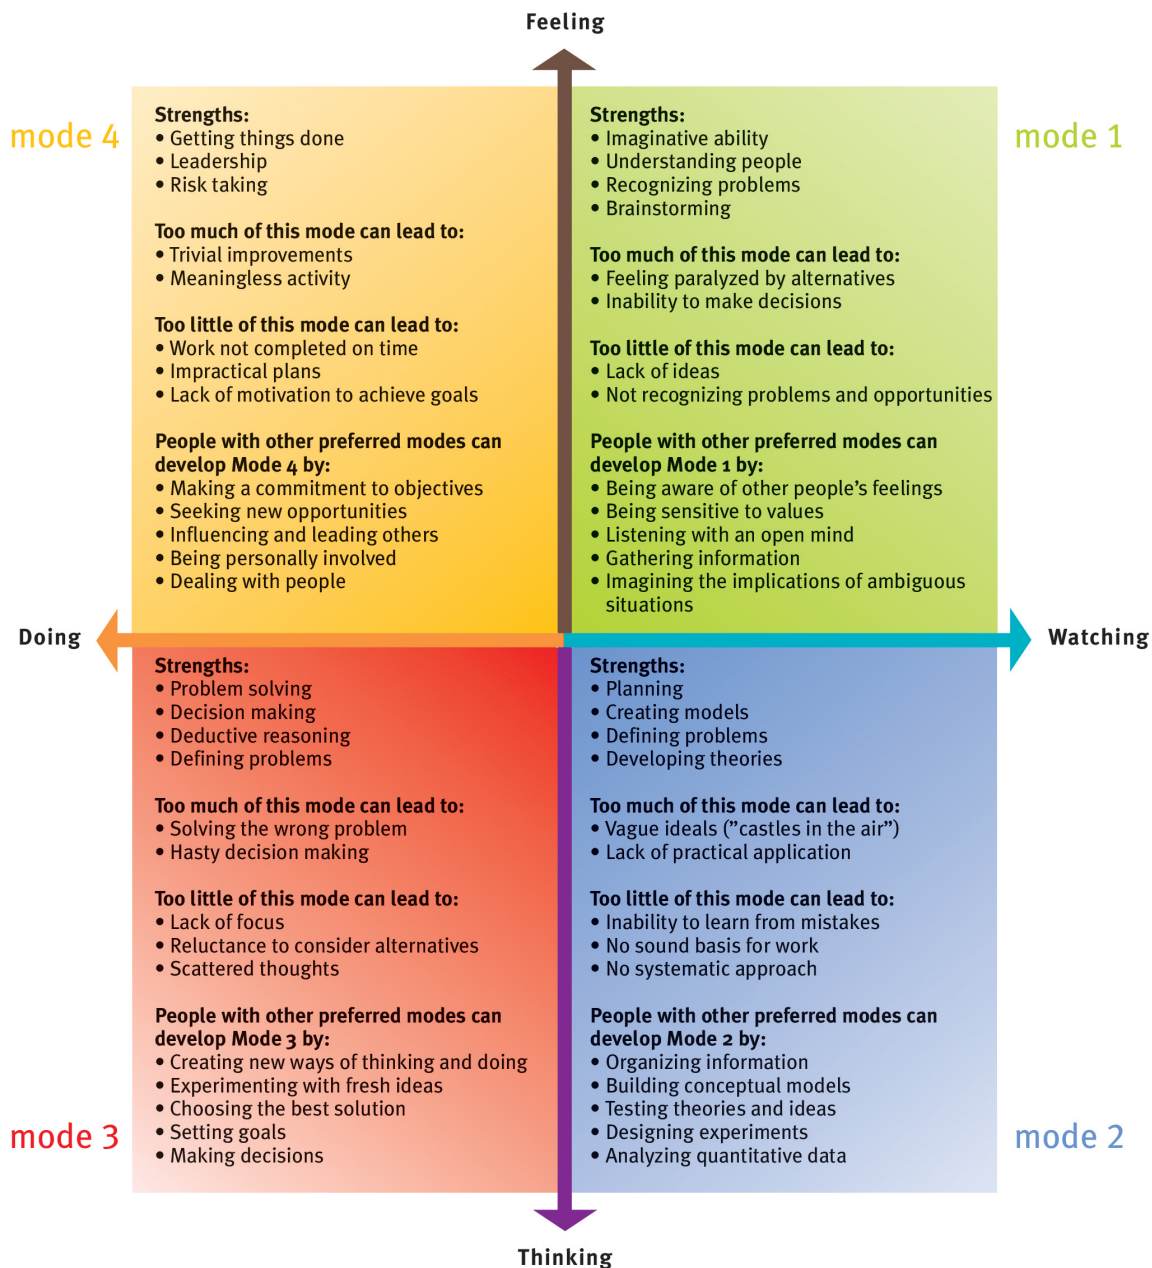 Feeling
mode 4
Strengths:
• Getting things done
• Leadership
• Risk taking
Too much of this mode can lead to:
• Trivial improvements
• Meaningless activity
Too little of this mode can lead to:
• Work not completed on time
• Impractical plans
• Lack of motivation to achieve goals
People with other preferred modes can
develop Mode 4 by:
• Making a commitment to objectives
• Seeking new opportunities
• Influencing and leading others
• Being personally involved
• Dealing with people
mode 1
Strengths:
• Imaginative ability
• Understanding people
• Recognizing problems
• Brainstorming
Too much of this mode can lead to:
• Feeling paralyzed by alternatives
• Inability to make decisions
Too little of this mode can lead to:
• Lack of ideas
• Not recognizing problems and opportunities
People with other preferred modes can
develop Mode 1 by:
• Being aware of other people’s feelings
• Being sensitive to values
• Listening with an open mind
• Gathering information
• Imagining the implications of ambiguous
situations
Doing
Watching
Strengths:
• Problem solving
• Decision making
• Deductive reasoning
• Defining problems
Too much of this mode can lead to:
• Solving the wrong problem
• Hasty decision making
Too little of this mode can lead to:
• Lack of focus
• Reluctance to consider alternatives
• Scattered thoughts
People with other preferred modes can
develop Mode 3 by:
• Creating new ways of thinking and doing
• Experimenting with fresh ideas
• Choosing the best solution
• Setting goals
• Making decisions
mode 3
Strengths:
• Planning
• Creating models
• Defining problems
• Developing theories
Too much of this mode can lead to:
• Vague ideals (”castles in the air”)
• Lack of practical application
Too little of this mode can lead to:
• Inability to learn from mistakes
• No sound basis for work
• No systematic approach
People with other preferred modes can
develop Mode 2 by:
• Organizing information
• Building conceptual models
• Testing theories and ideas
• Designing experiments
• Analyzing quantitative data
mode 2
Thinking